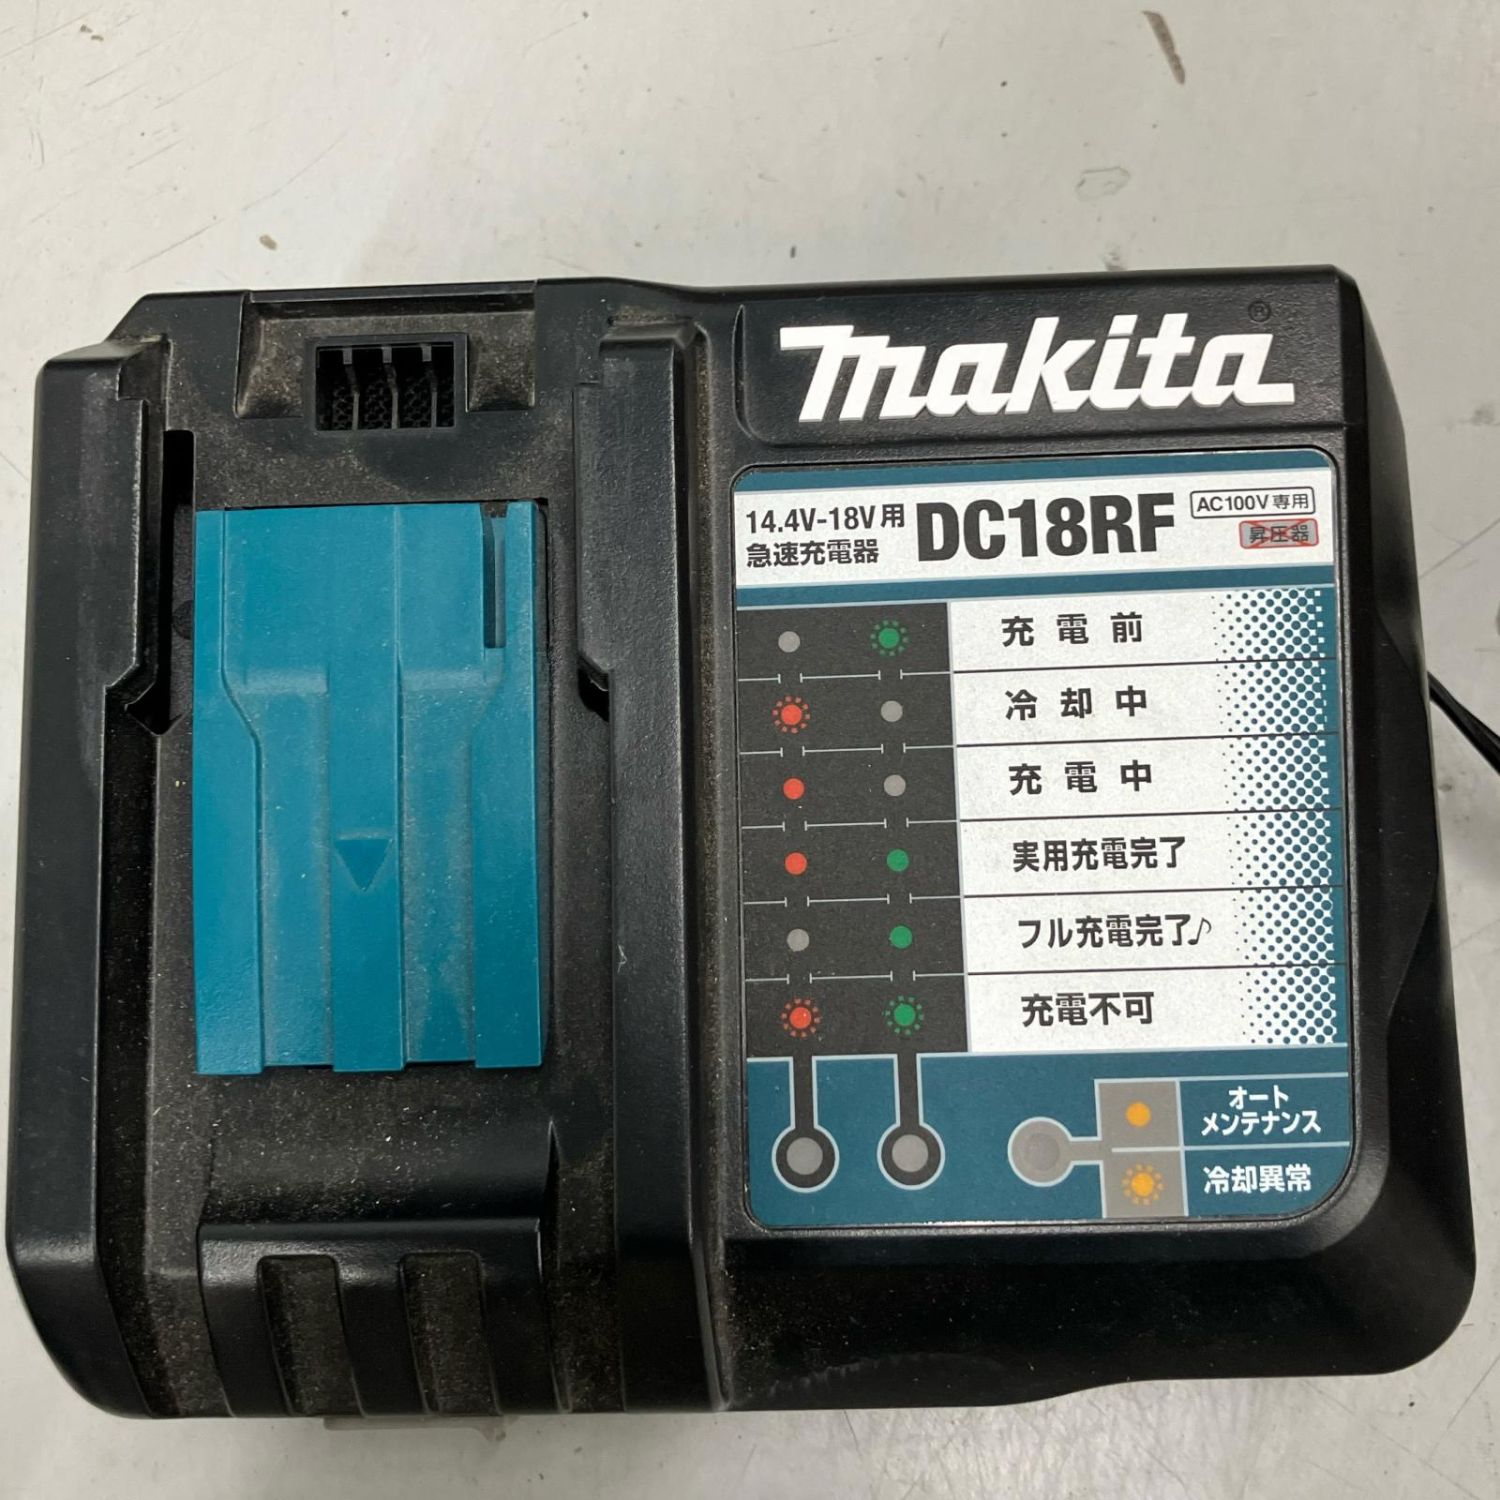 makita®
14.4V-18V用
急速充電器
DC18RF
AC100V専用
昇圧器
充電前
冷却中
充電中
実用充電完了
フル充電完了♪
充電不可
オート
メンテナンス
冷却異常